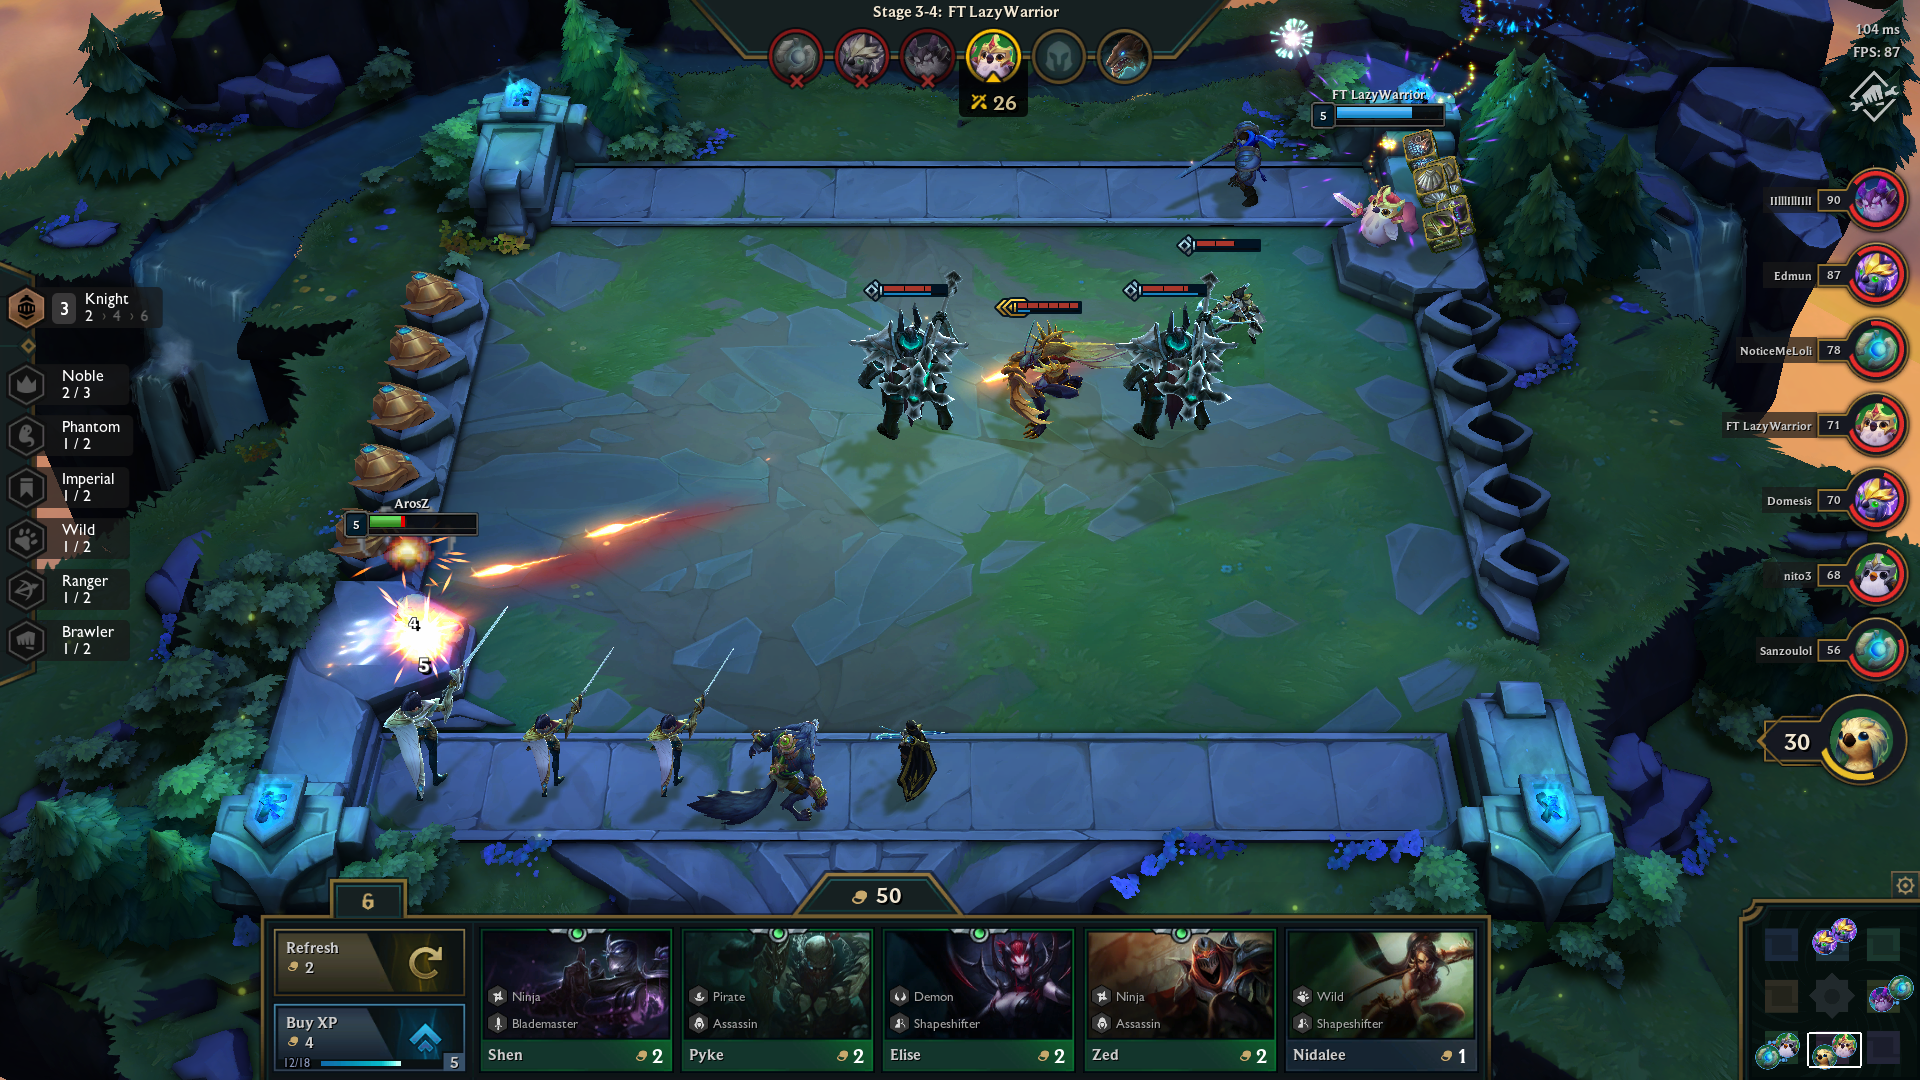 Stage 3-4: FT LazyWarrior
104 ms
FPS: 87
26
FT LazyWarrior
5
IIIIIIIIIIII 90
Edmun 87
NoticeMeLoli 78
FT LazyWarrior 71
Domesis 70
nito3 68
Sanzoulol 56
30
3 Knight
2 › 4 › 6
Noble
2 / 3
Phantom
1 / 2
Imperial
1 / 2
Wild
1 / 2
Ranger
1 / 2
Brawler
1 / 2
ArosZ
5
4
5
6
50
Refresh
2
Buy XP
4
12/18 5
Ninja
Blademaster
Shen 2
Pirate
Assassin
Pyke 2
Demon
Shapeshifter
Elise 2
Ninja
Assassin
Zed 2
Wild
Shapeshifter
Nidalee 1